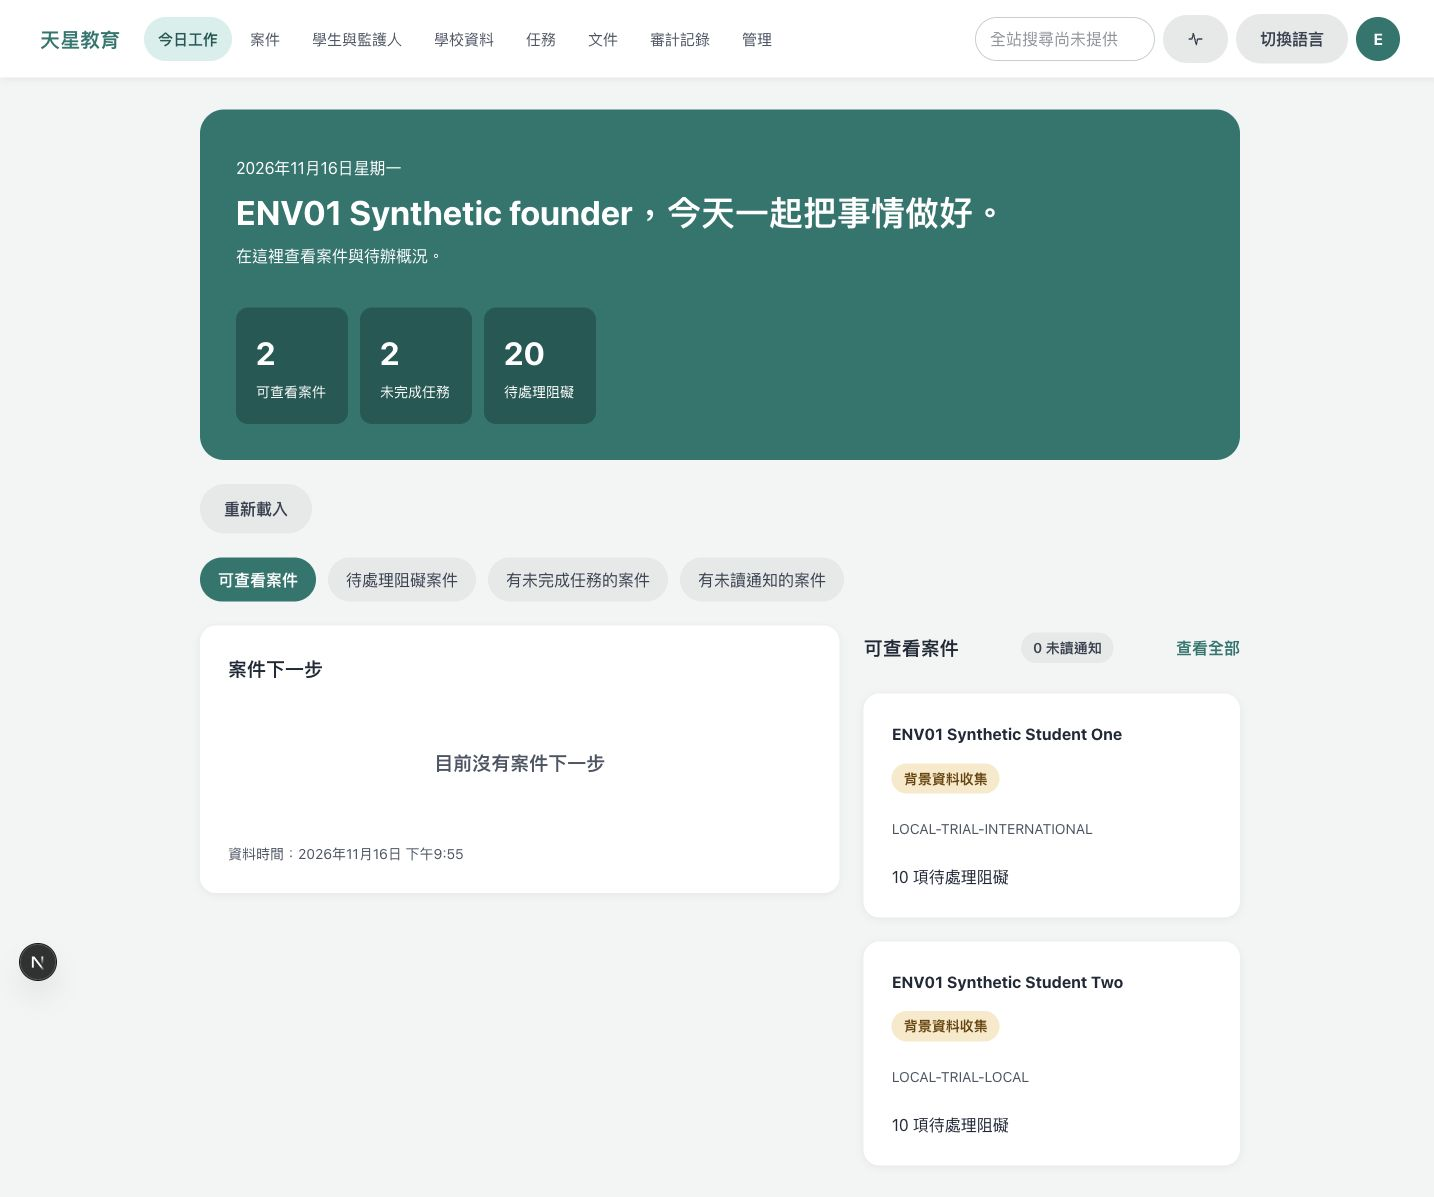 天星教育
今日工作
案件
學生與監護人
學校資料
任務
文件
審計記錄
管理
全站搜尋尚未提供
切換語言
E
2026年11月16日星期一
ENV01 Synthetic founder，今天一起把事情做好。
在這裡查看案件與待辦概況。
2
可查看案件
2
未完成任務
20
待處理阻礙
重新載入
可查看案件
待處理阻礙案件
有未完成任務的案件
有未讀通知的案件
案件下一步
目前沒有案件下一步
資料時間：2026年11月16日 下午9:55
可查看案件
0 未讀通知
查看全部
ENV01 Synthetic Student One
背景資料收集
LOCAL-TRIAL-INTERNATIONAL
10 項待處理阻礙
ENV01 Synthetic Student Two
背景資料收集
LOCAL-TRIAL-LOCAL
10 項待處理阻礙
N